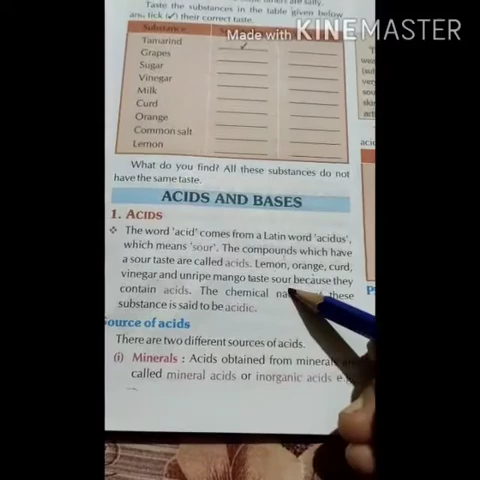 Made with KINEMASTER
Taste the substances in the table given below
and tick (✓) their correct taste.
Substance
Tamarind ✓
Grapes
Sugar
Vinegar
Milk
Curd
Orange
Common salt
Lemon
What do you find? All these substances do not
have the same taste.
ACIDS AND BASES
1. ACIDS
❖ The word 'acid' comes from a Latin word 'acidus',
which means 'sour'. The compounds which have
a sour taste are called acids. Lemon, orange, curd,
vinegar and unripe mango taste sour because they
contain acids. The chemical these
substance is said to be acidic.
Source of acids
There are two different sources of acids.
(i) Minerals : Acids obtained from minerals
called mineral acids or inorganic acids